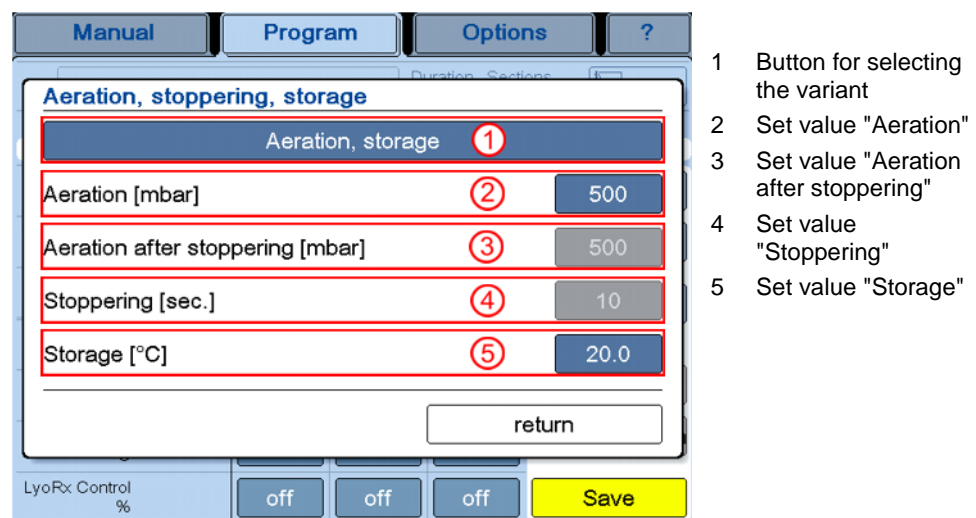 Manual Program Options ?
Duration Sections
Aeration, stoppering, storage
Aeration, storage 1
Aeration [mbar] 2 500
Aeration after stoppering [mbar] 3 500
Stoppering [sec.] 4 10
Storage [°C] 5 20.0
return
LyoRx Control
% off off off Save
1 Button for selecting
the variant
2 Set value "Aeration"
3 Set value "Aeration
after stoppering"
4 Set value
"Stoppering"
5 Set value "Storage"